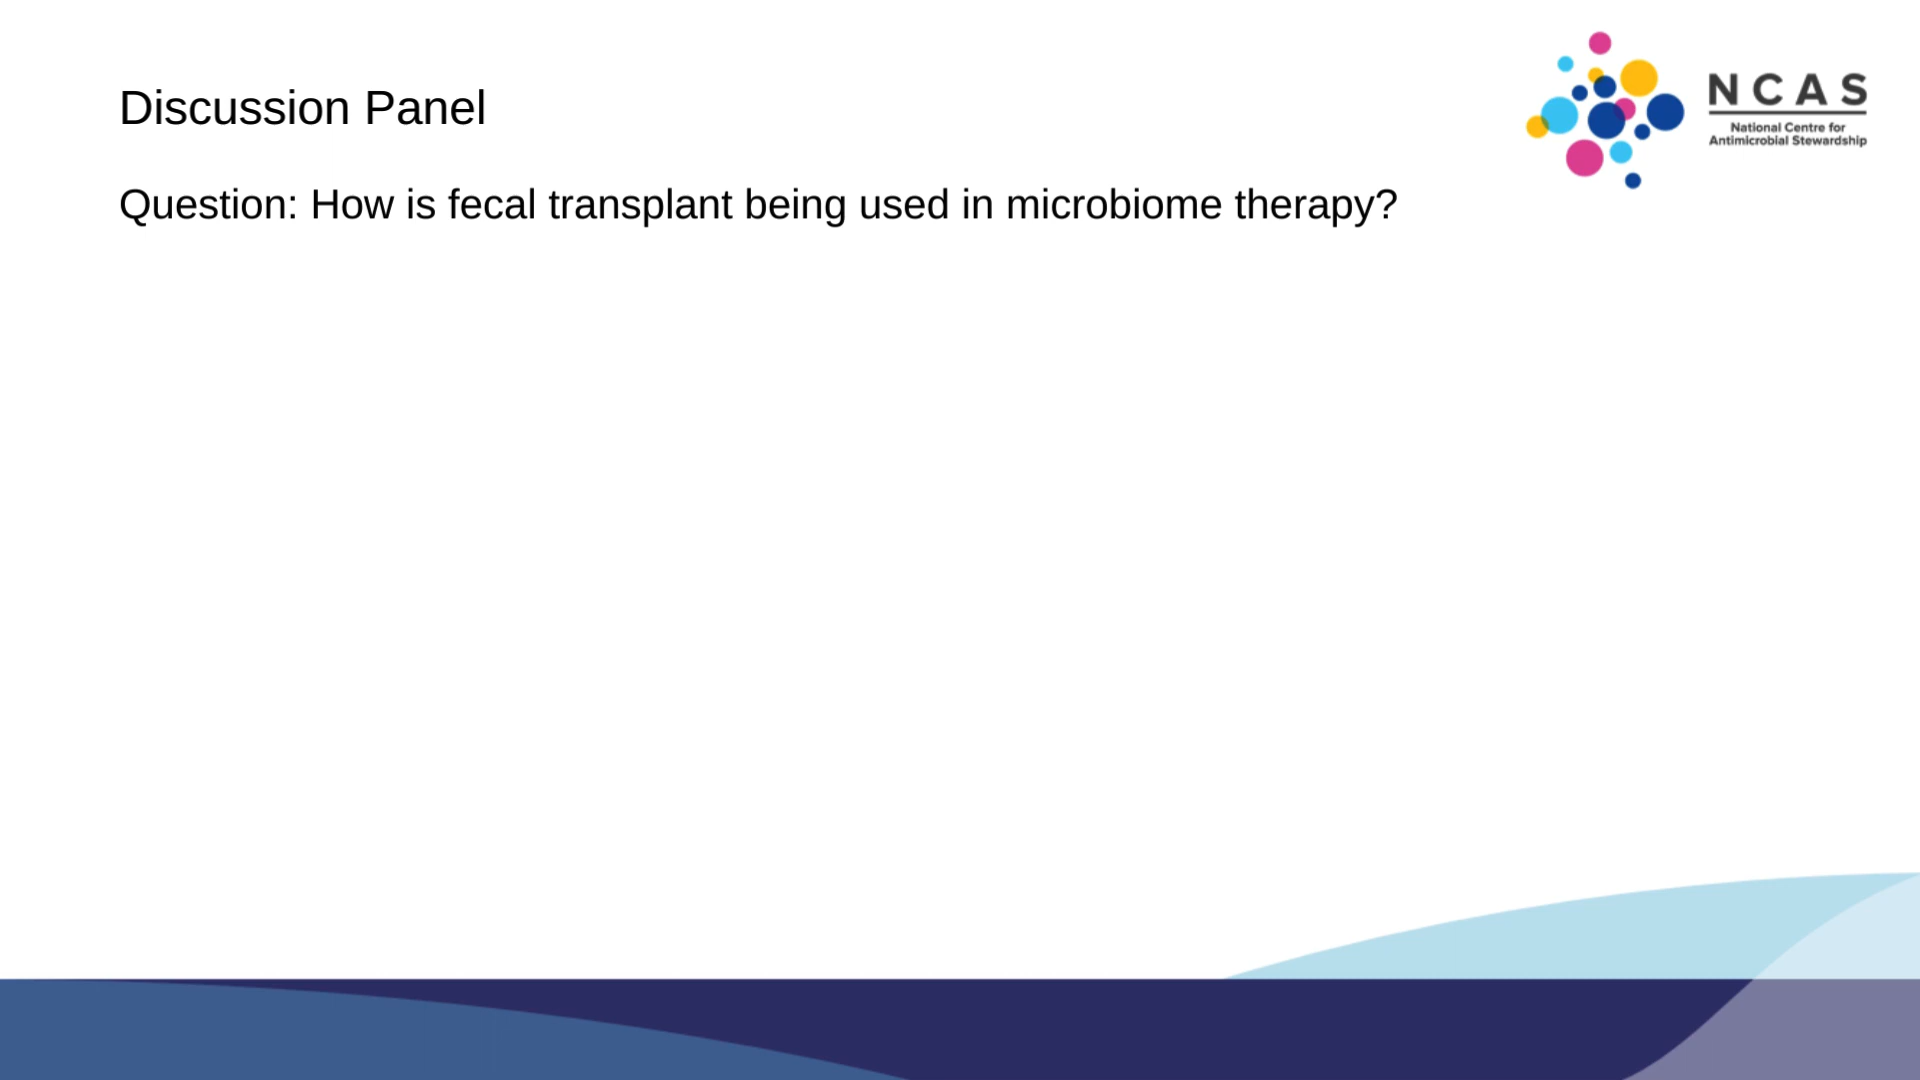 Discussion Panel
NCAS
National Centre for
Antimicrobial Stewardship
Question: How is fecal transplant being used in microbiome therapy?